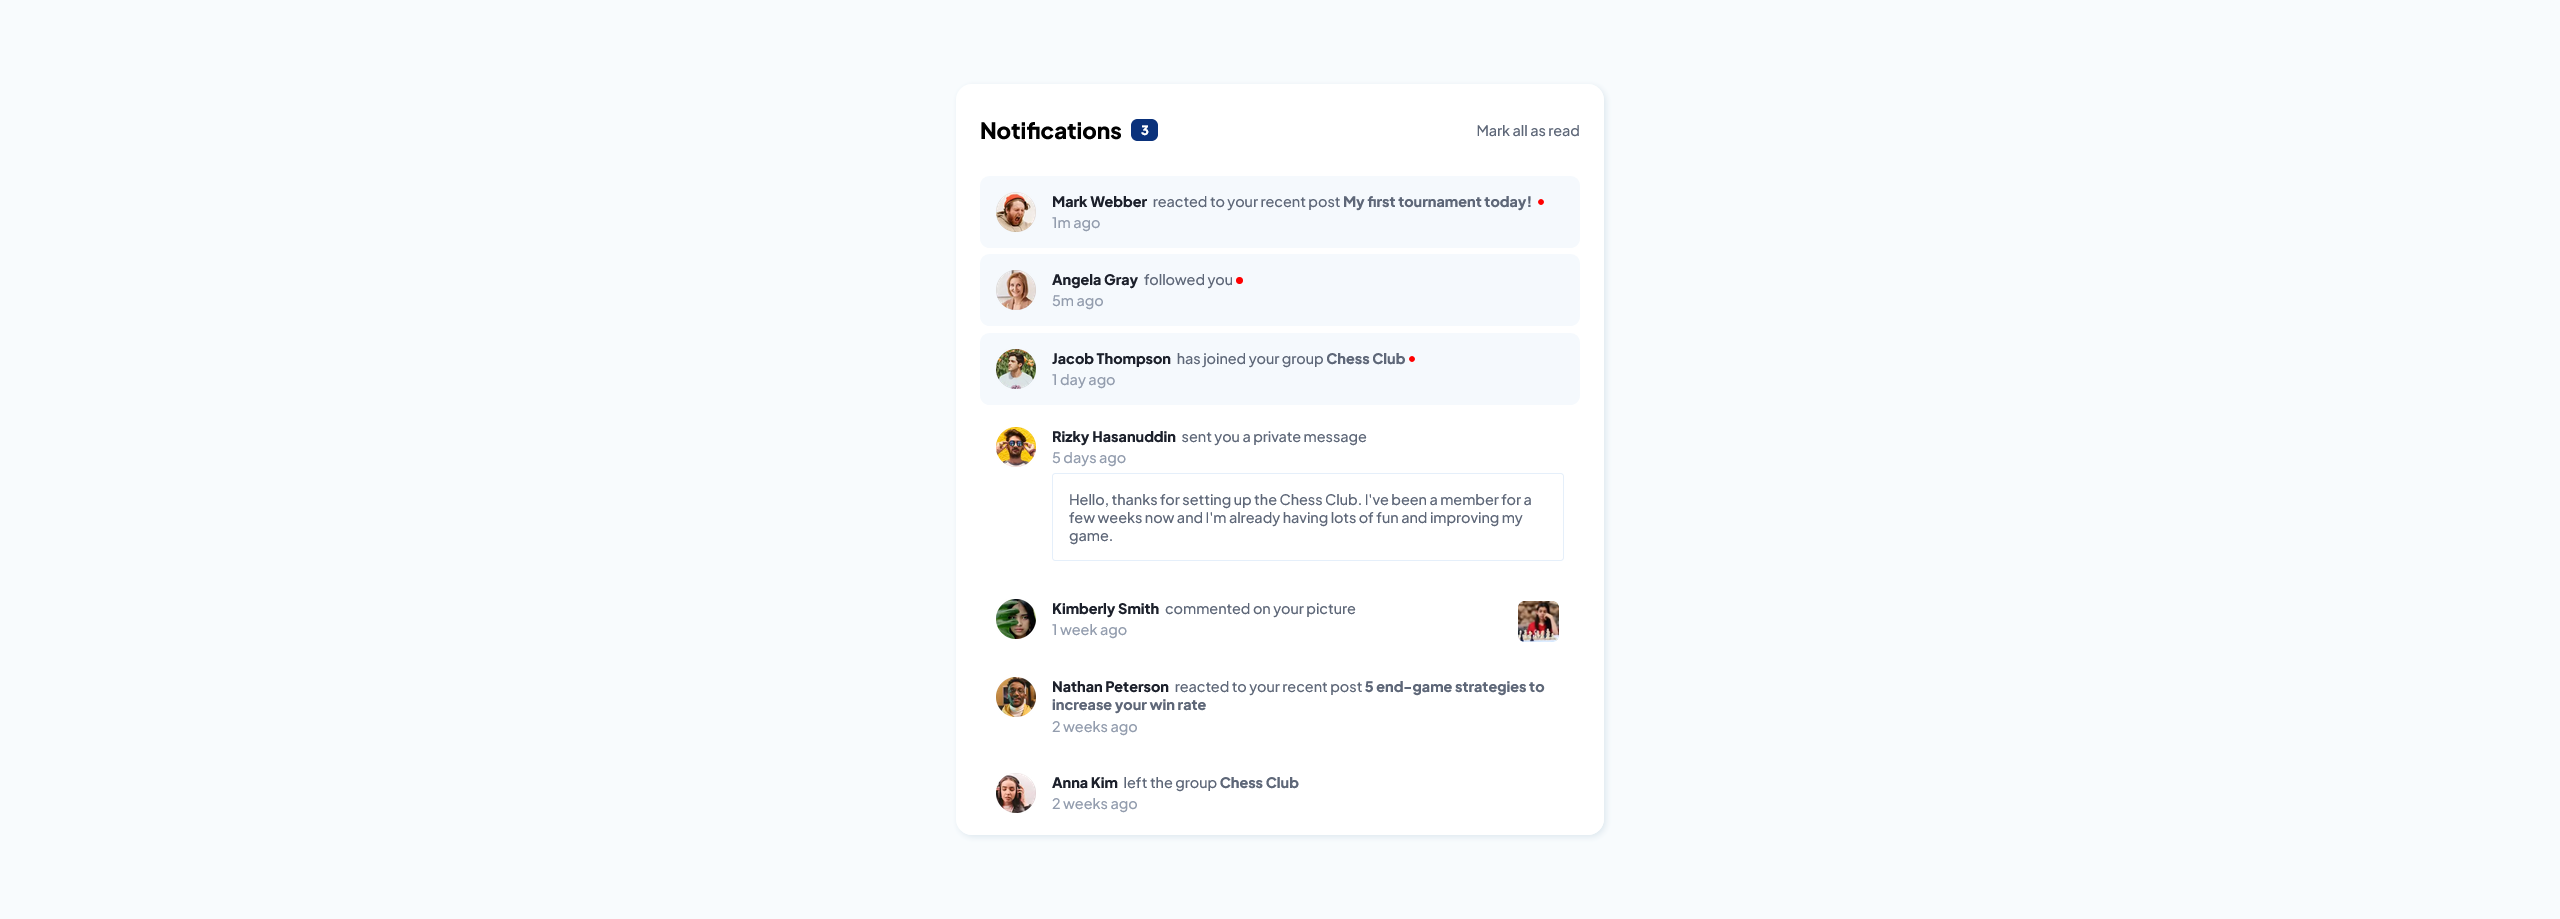 Notifications 3
Mark all as read
Mark Webber reacted to your recent post My first tournament today!
1m ago
Angela Gray followed you
5m ago
Jacob Thompson has joined your group Chess Club
1 day ago
Rizky Hasanuddin sent you a private message
5 days ago
Hello, thanks for setting up the Chess Club. I've been a member for a
few weeks now and I'm already having lots of fun and improving my
game.
Kimberly Smith commented on your picture
1 week ago
Nathan Peterson reacted to your recent post 5 end-game strategies to
increase your win rate
2 weeks ago
Anna Kim left the group Chess Club
2 weeks ago